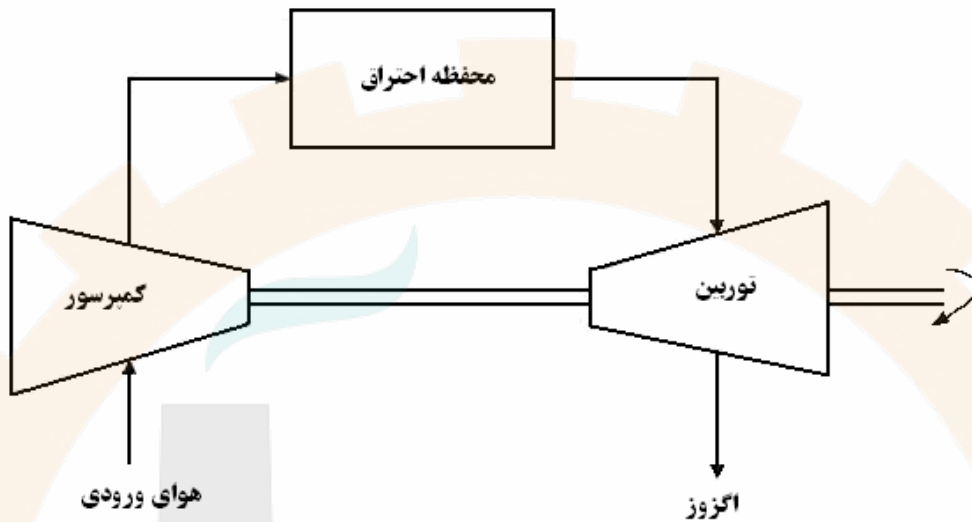 محفظه احتراق
کمپرسور
توربین
هوای ورودی
اگزوز